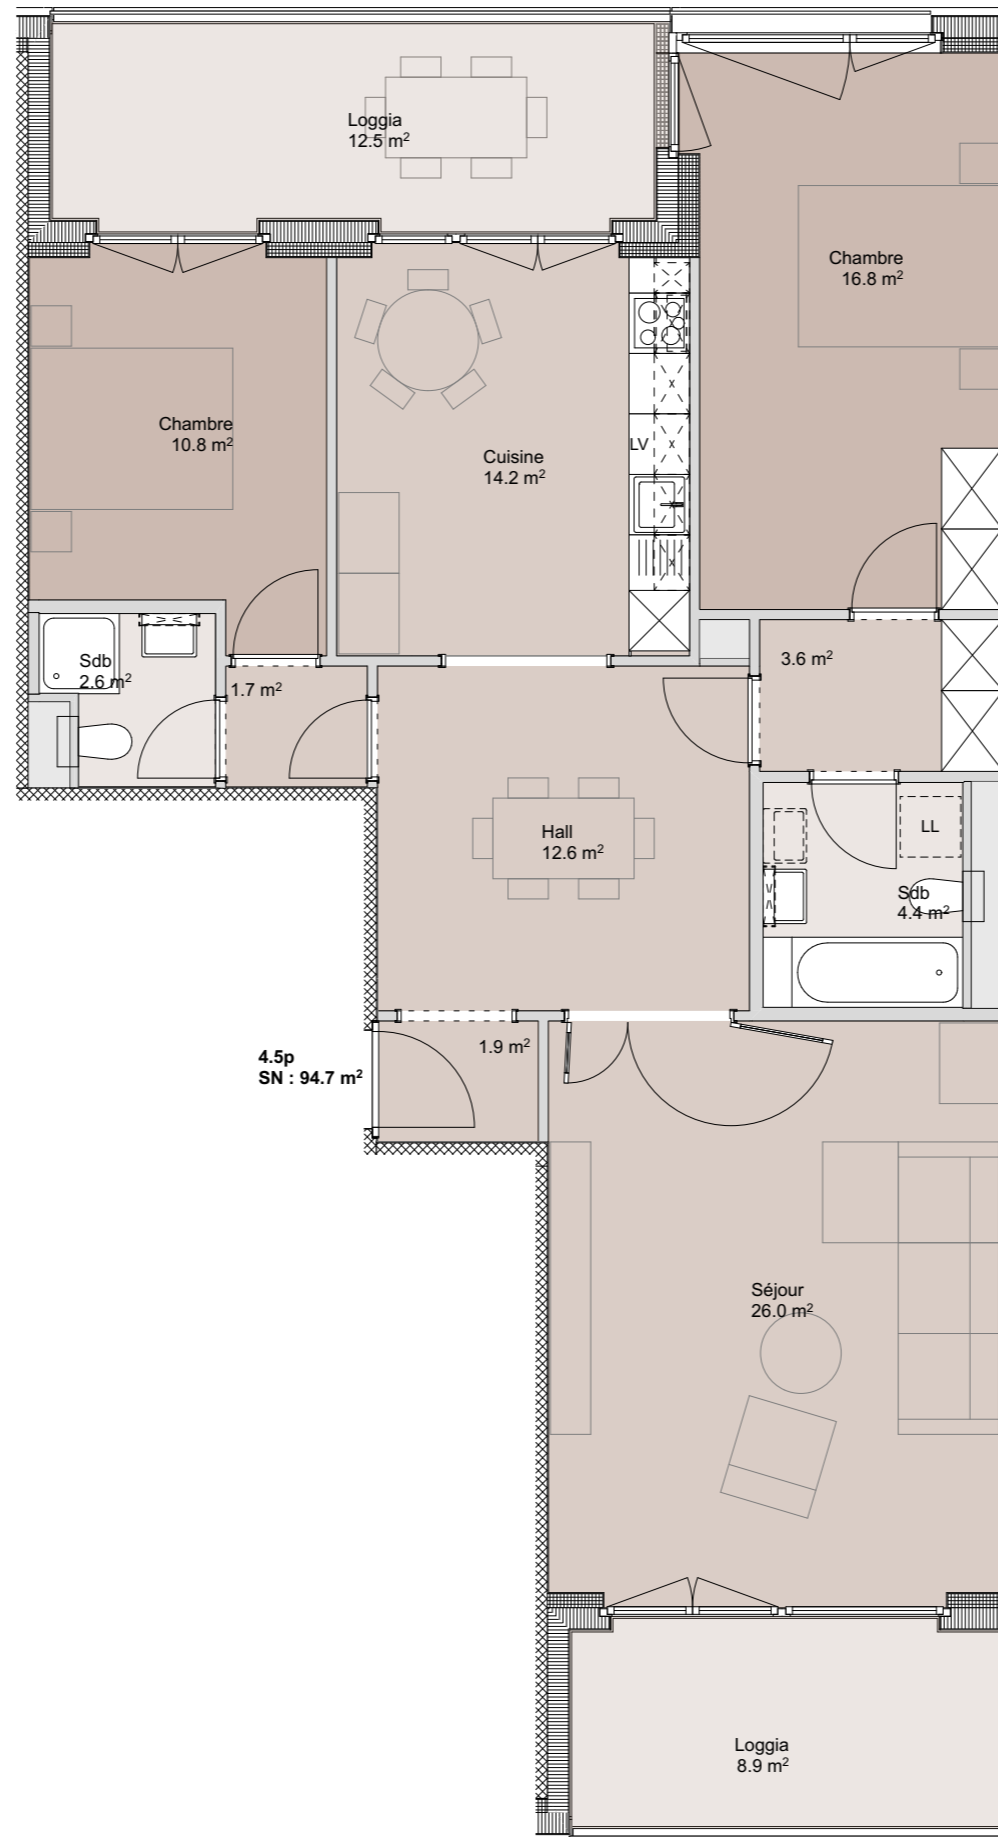 Loggia
12.5 m²
Chambre
16.8 m²
Chambre
10.8 m²
Cuisine
14.2 m²
LV
Sdb
2.6 m²
1.7 m²
3.6 m²
Hall
12.6 m²
LL
Sdb
4.4 m²
4.5p
SN : 94.7 m²
1.9 m²
Séjour
26.0 m²
Loggia
8.9 m²